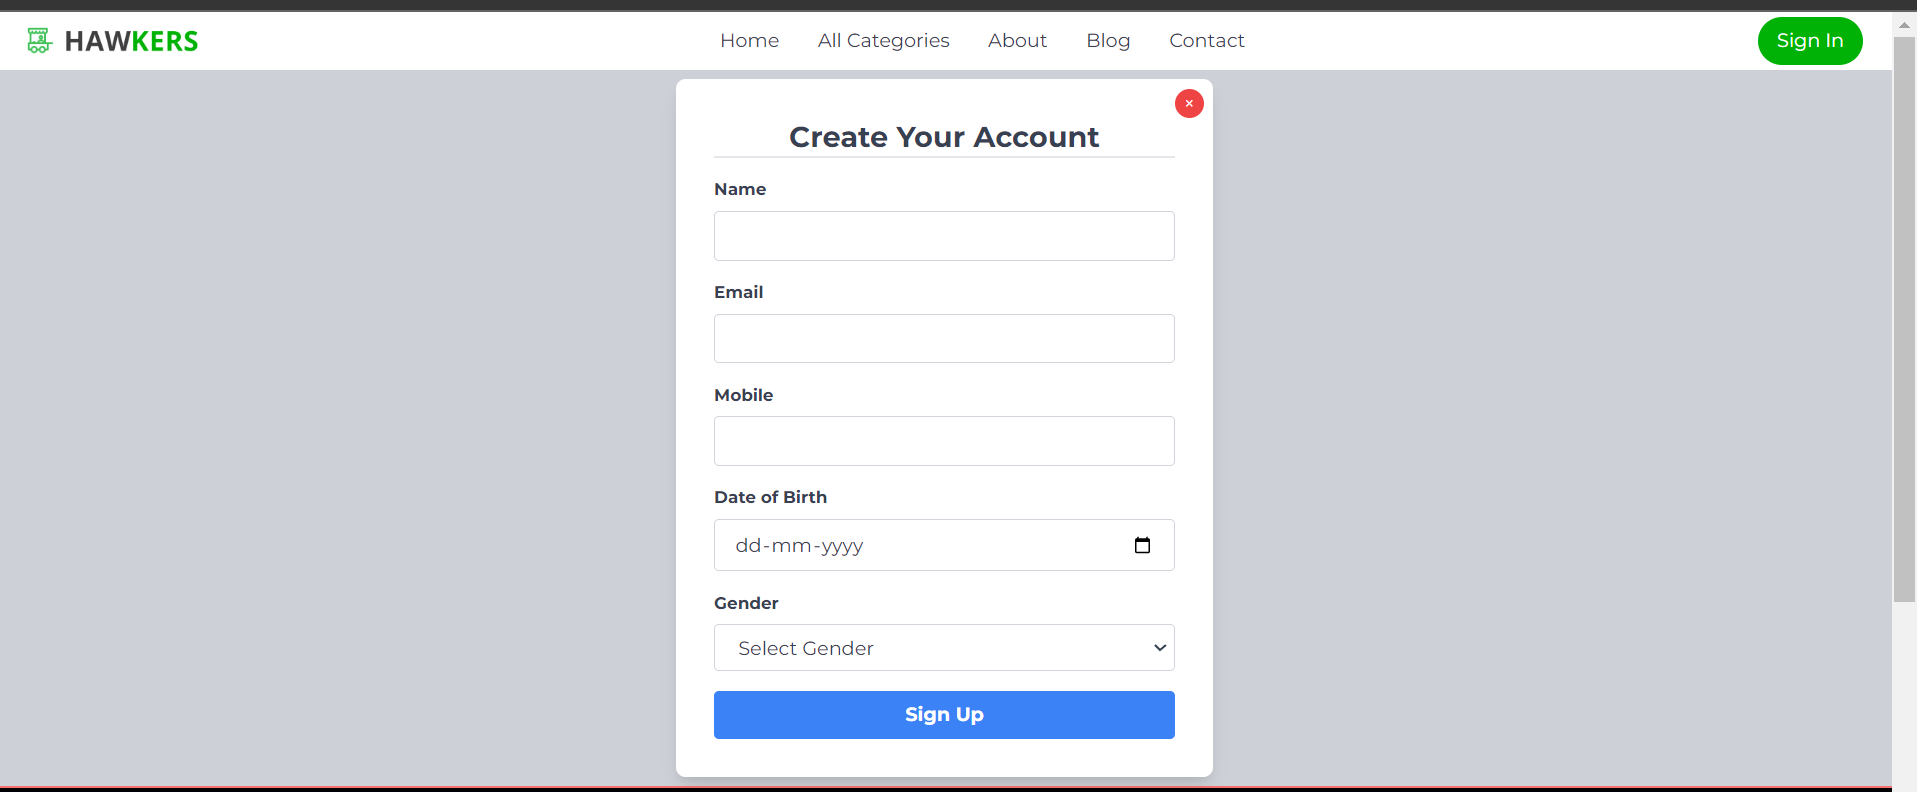 HAWKERS
Home All Categories About Blog Contact
Sign In
×
Create Your Account
Name
Email
Mobile
Date of Birth
dd-mm-yyyy
Gender
Select Gender
Sign Up